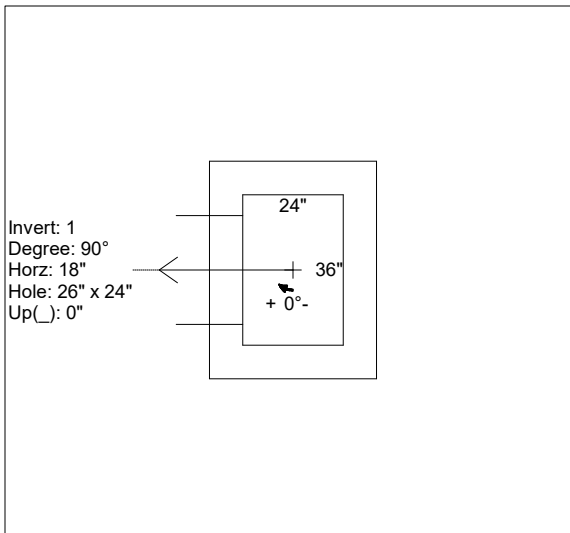 24"
Invert: 1
Degree: 90°
Horz: 18"
Hole: 26" x 24"
Up(_): 0"
36"
+ 0°-